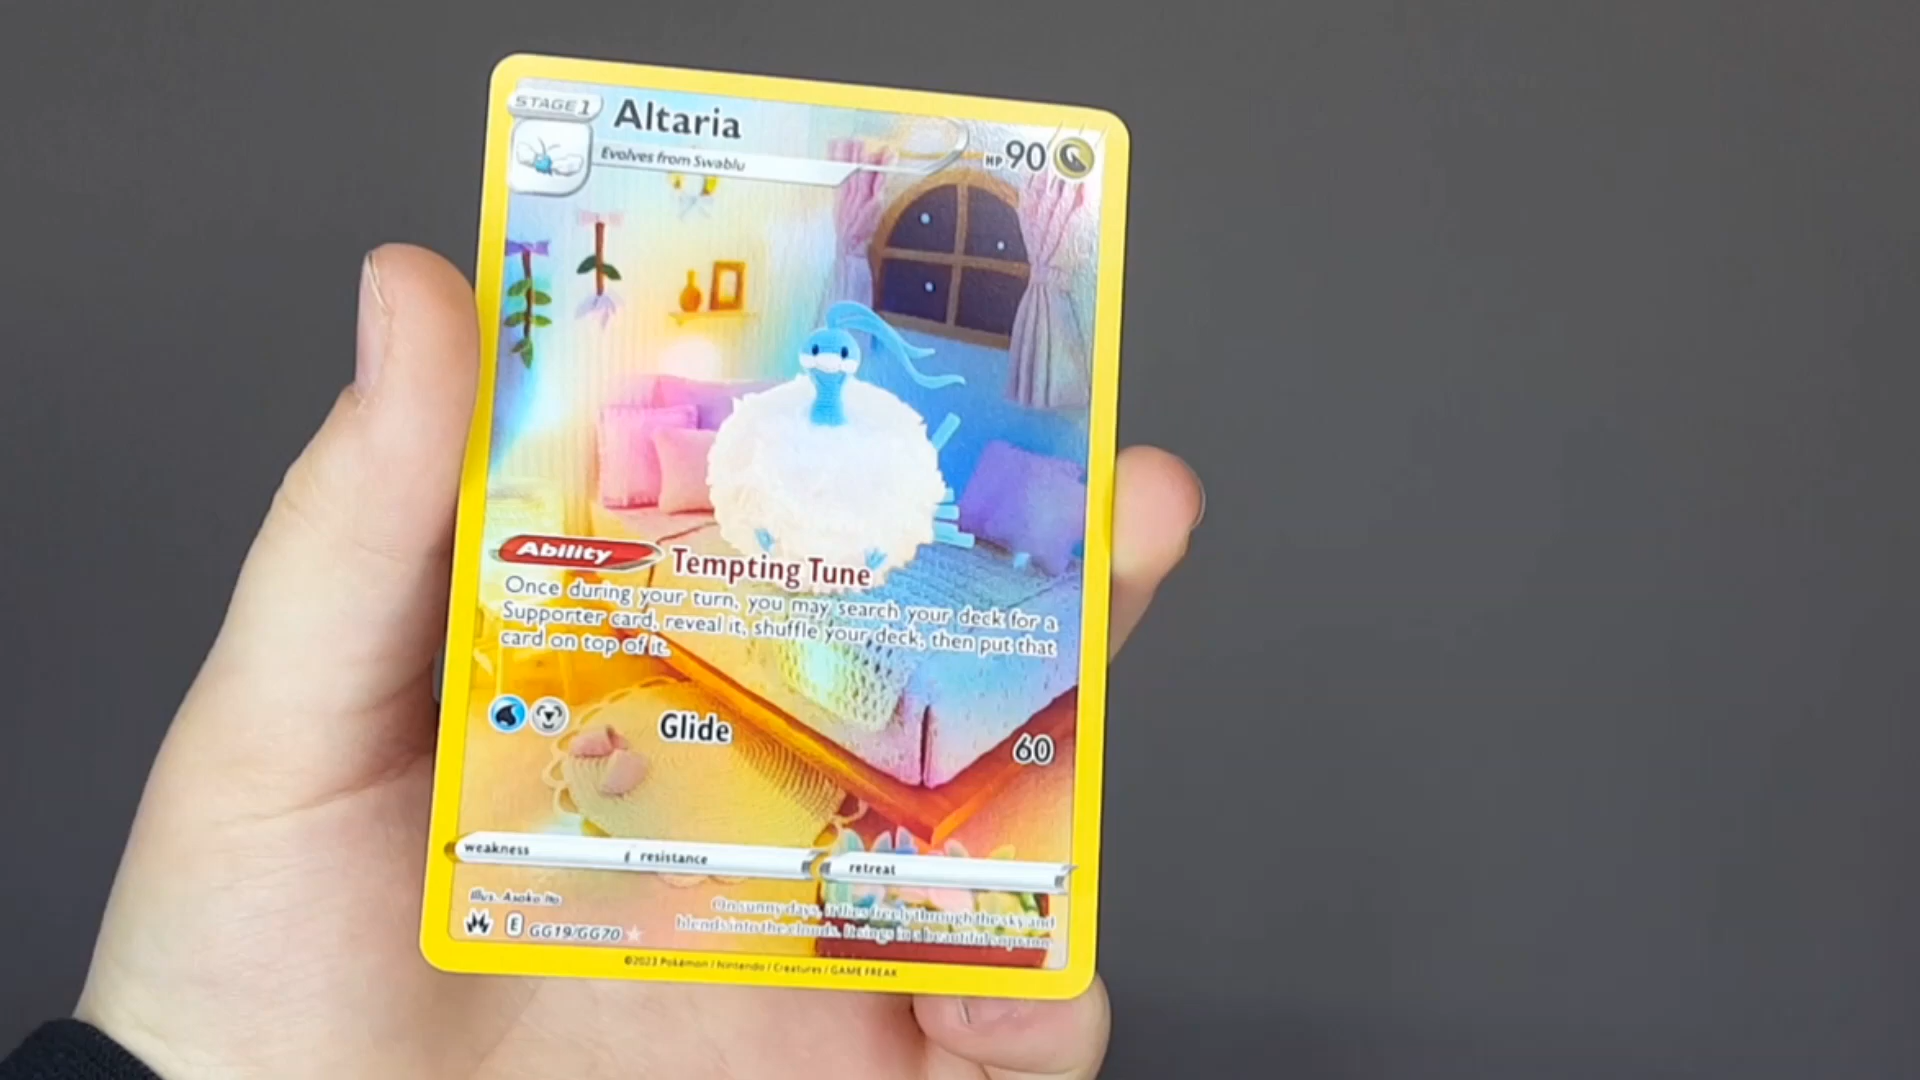 STAGE 1
Altaria
Evolves from Swablu
HP 90
Ability Tempting Tune
Once during your turn, you may search your deck for a
Supporter card, reveal it, shuffle your deck, then put that
card on top of it.
Glide
60
weakness
resistance
retreat
Illus. Asako Ito
On sunny days, it flies freely through the sky and
blends into the clouds. It sings in a beautiful soprano.
E GG19/GG70
©2023 Pokémon / Nintendo / Creatures / GAME FREAK